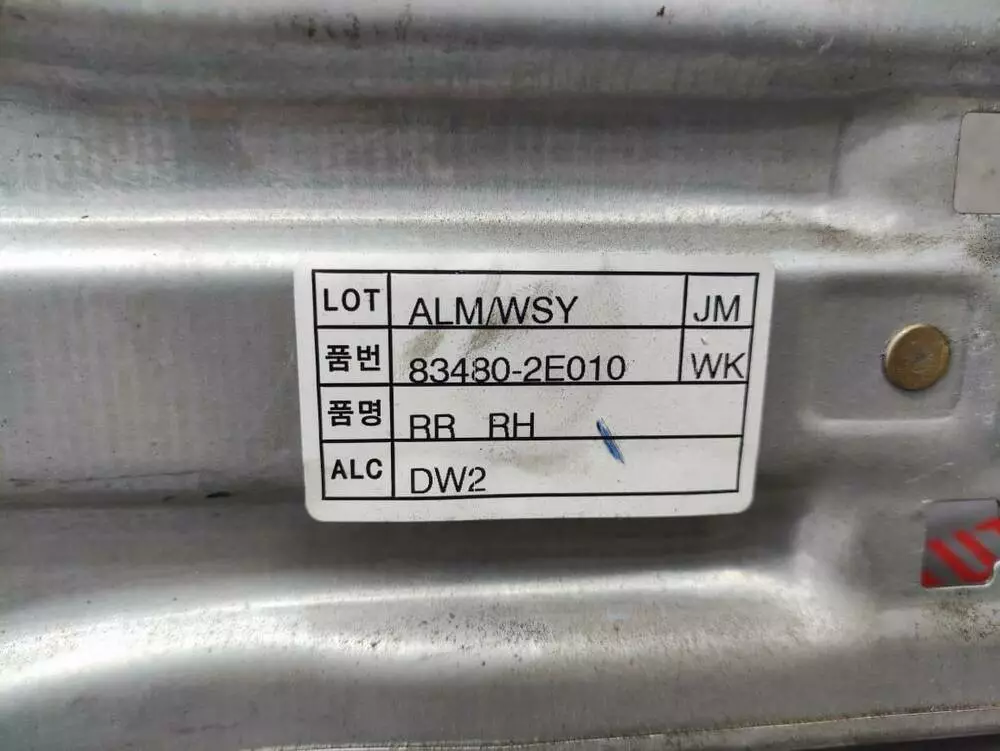 LOT ALM/WSY JM
품번 83480-2E010 WK
품명 RR RH
ALC DW2